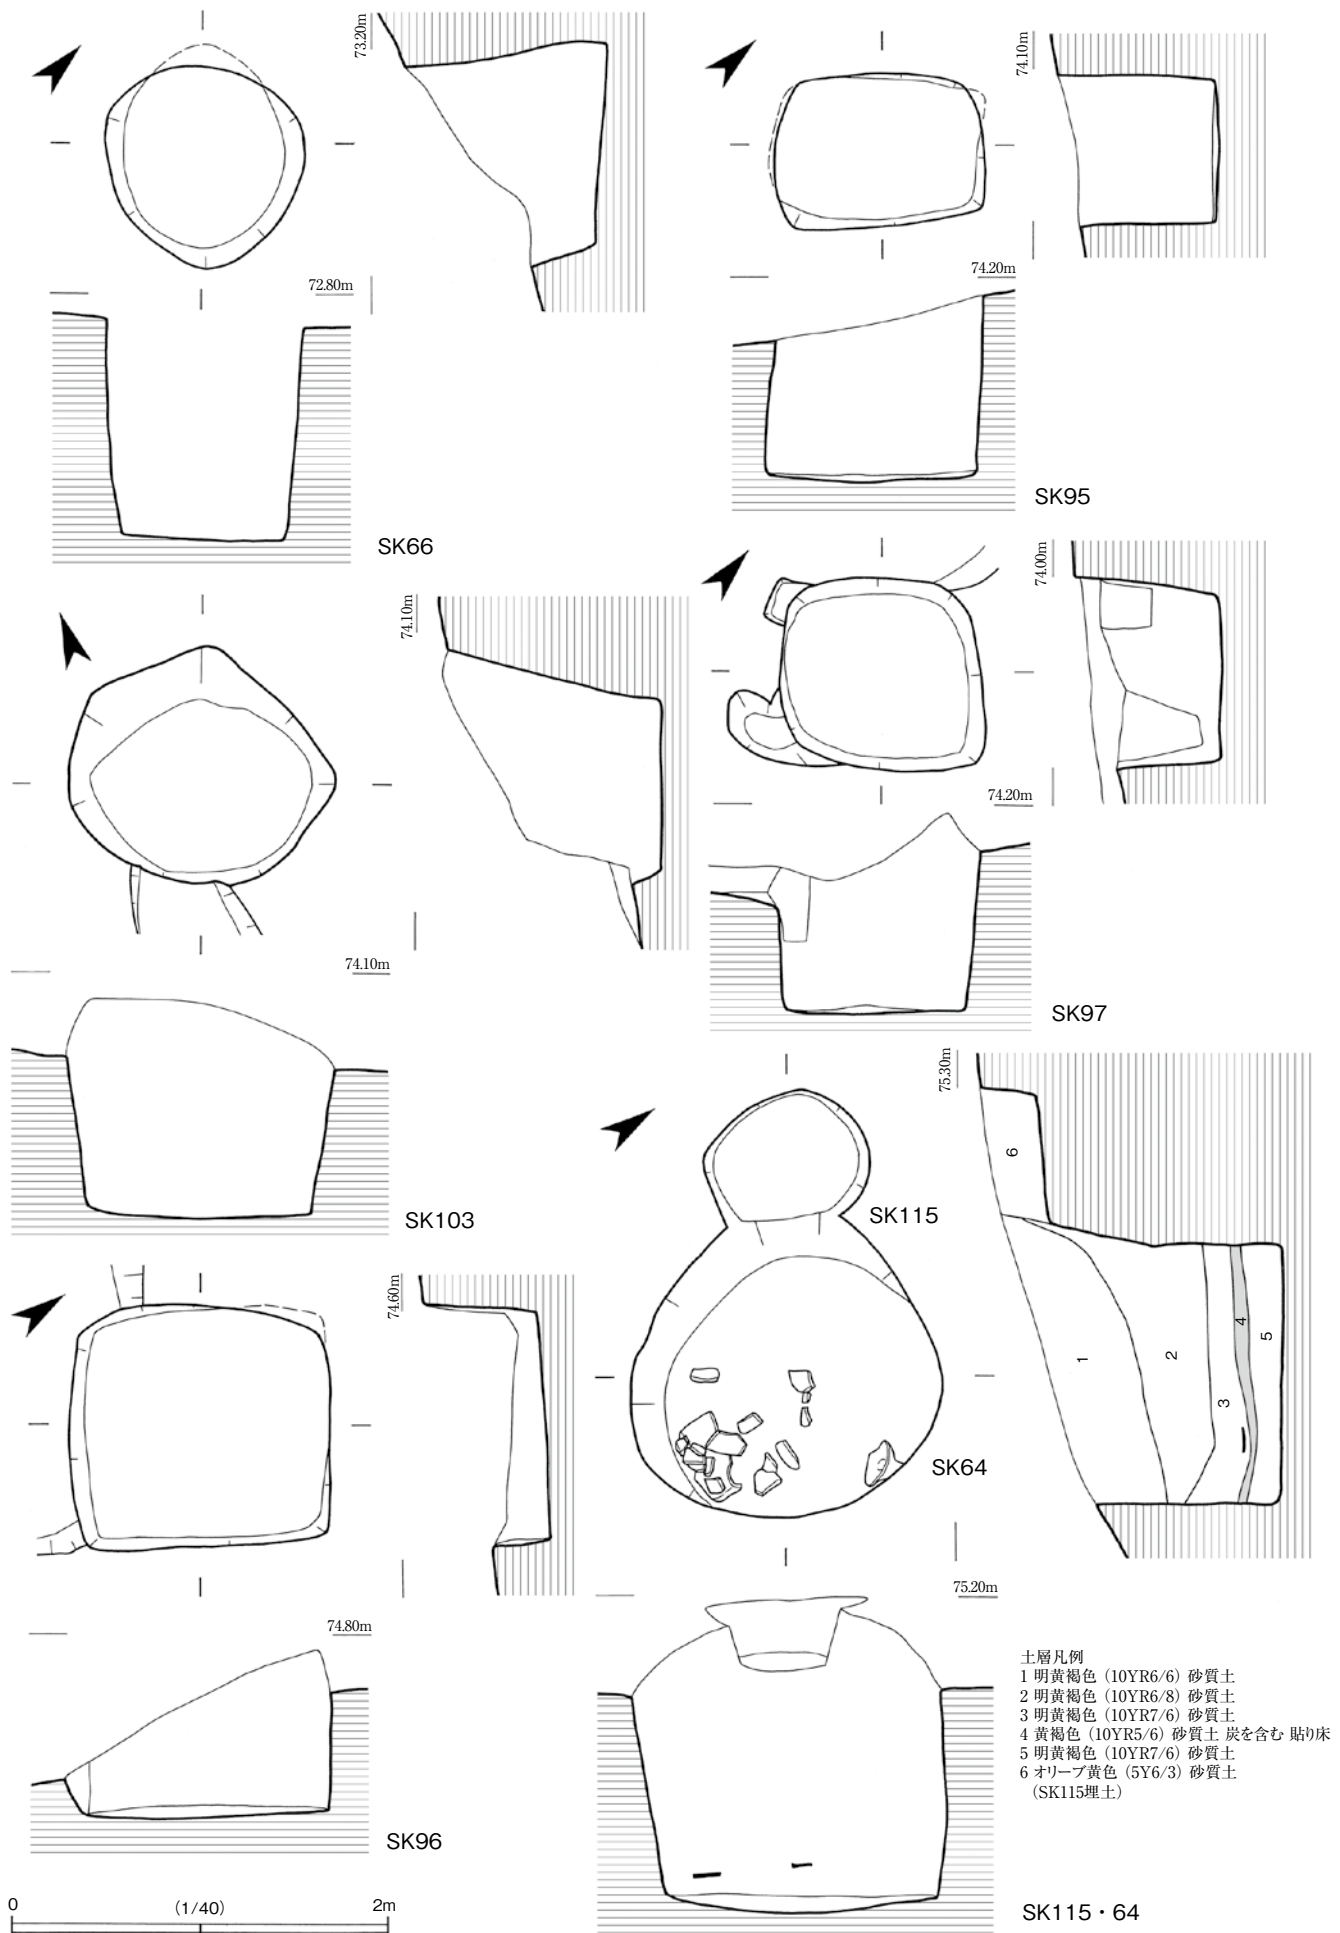 73.20m
72.80m
SK66
74.10m
74.20m
SK95
74.10m
74.10m
SK103
74.00m
74.20m
SK97
75.30m
SK115
SK64
6
1
2
3
4
5
74.60m
74.80m
SK96
75.20m
SK115・64
土層凡例
1 明黄褐色（10YR6/6）砂質土
2 明黄褐色（10YR6/8）砂質土
3 明黄褐色（10YR7/6）砂質土
4 黄褐色（10YR5/6）砂質土 炭を含む 貼り床
5 明黄褐色（10YR7/6）砂質土
6 オリーブ黄色（5Y6/3）砂質土
（SK115埋土）
0 (1/40) 2m